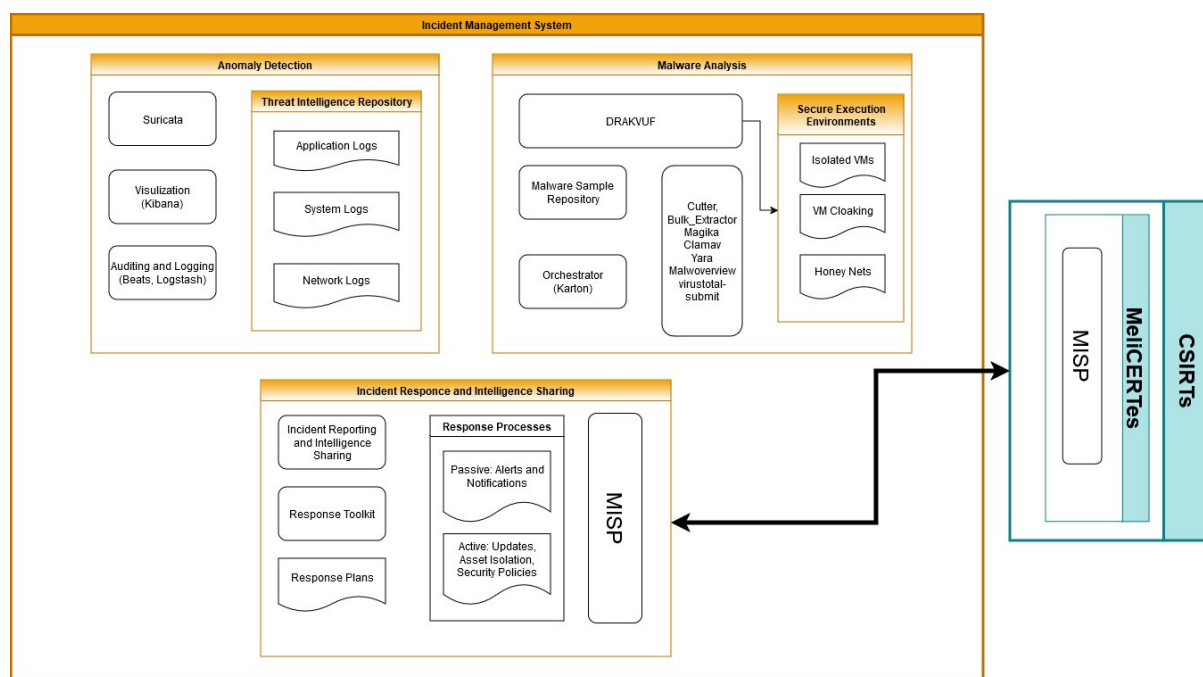 Incident Management System
Anomaly Detection
Suricata
Visulization
(Kibana)
Auditing and Logging
(Beats, Logstash)
Threat Intelligence Repository
Application Logs
System Logs
Network Logs
Malware Analysis
DRAKVUF
Malware Sample
Repository
Orchestrator
(Karton)
Cutter,
Bulk_Extractor
Magika
Clamav
Yara
Malwoverview
virustotal-
submit
Secure Execution
Environments
Isolated VMs
VM Cloaking
Honey Nets
Incident Responce and Intelligence Sharing
Incident Reporting
and Intelligence
Sharing
Response Toolkit
Response Plans
Response Processes
Passive: Alerts and
Notifications
Active: Updates,
Asset Isolation,
Security Policies
MISP
MISP
MeliCERTes
CSIRTs